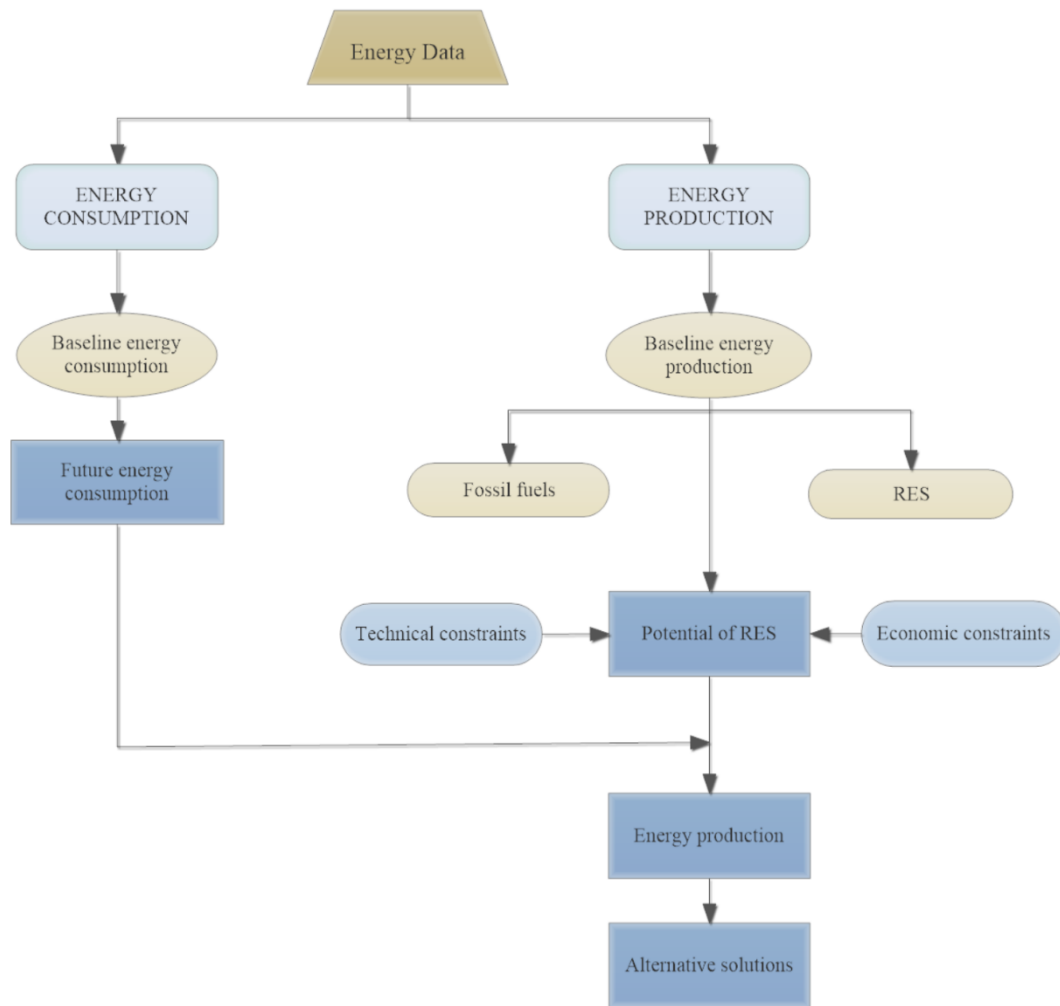 Energy Data
ENERGY
CONSUMPTION
ENERGY
PRODUCTION
Baseline energy
consumption
Baseline energy
production
Future energy
consumption
Fossil fuels
RES
Technical constraints
Potential of RES
Economic constraints
Energy production
Alternative solutions